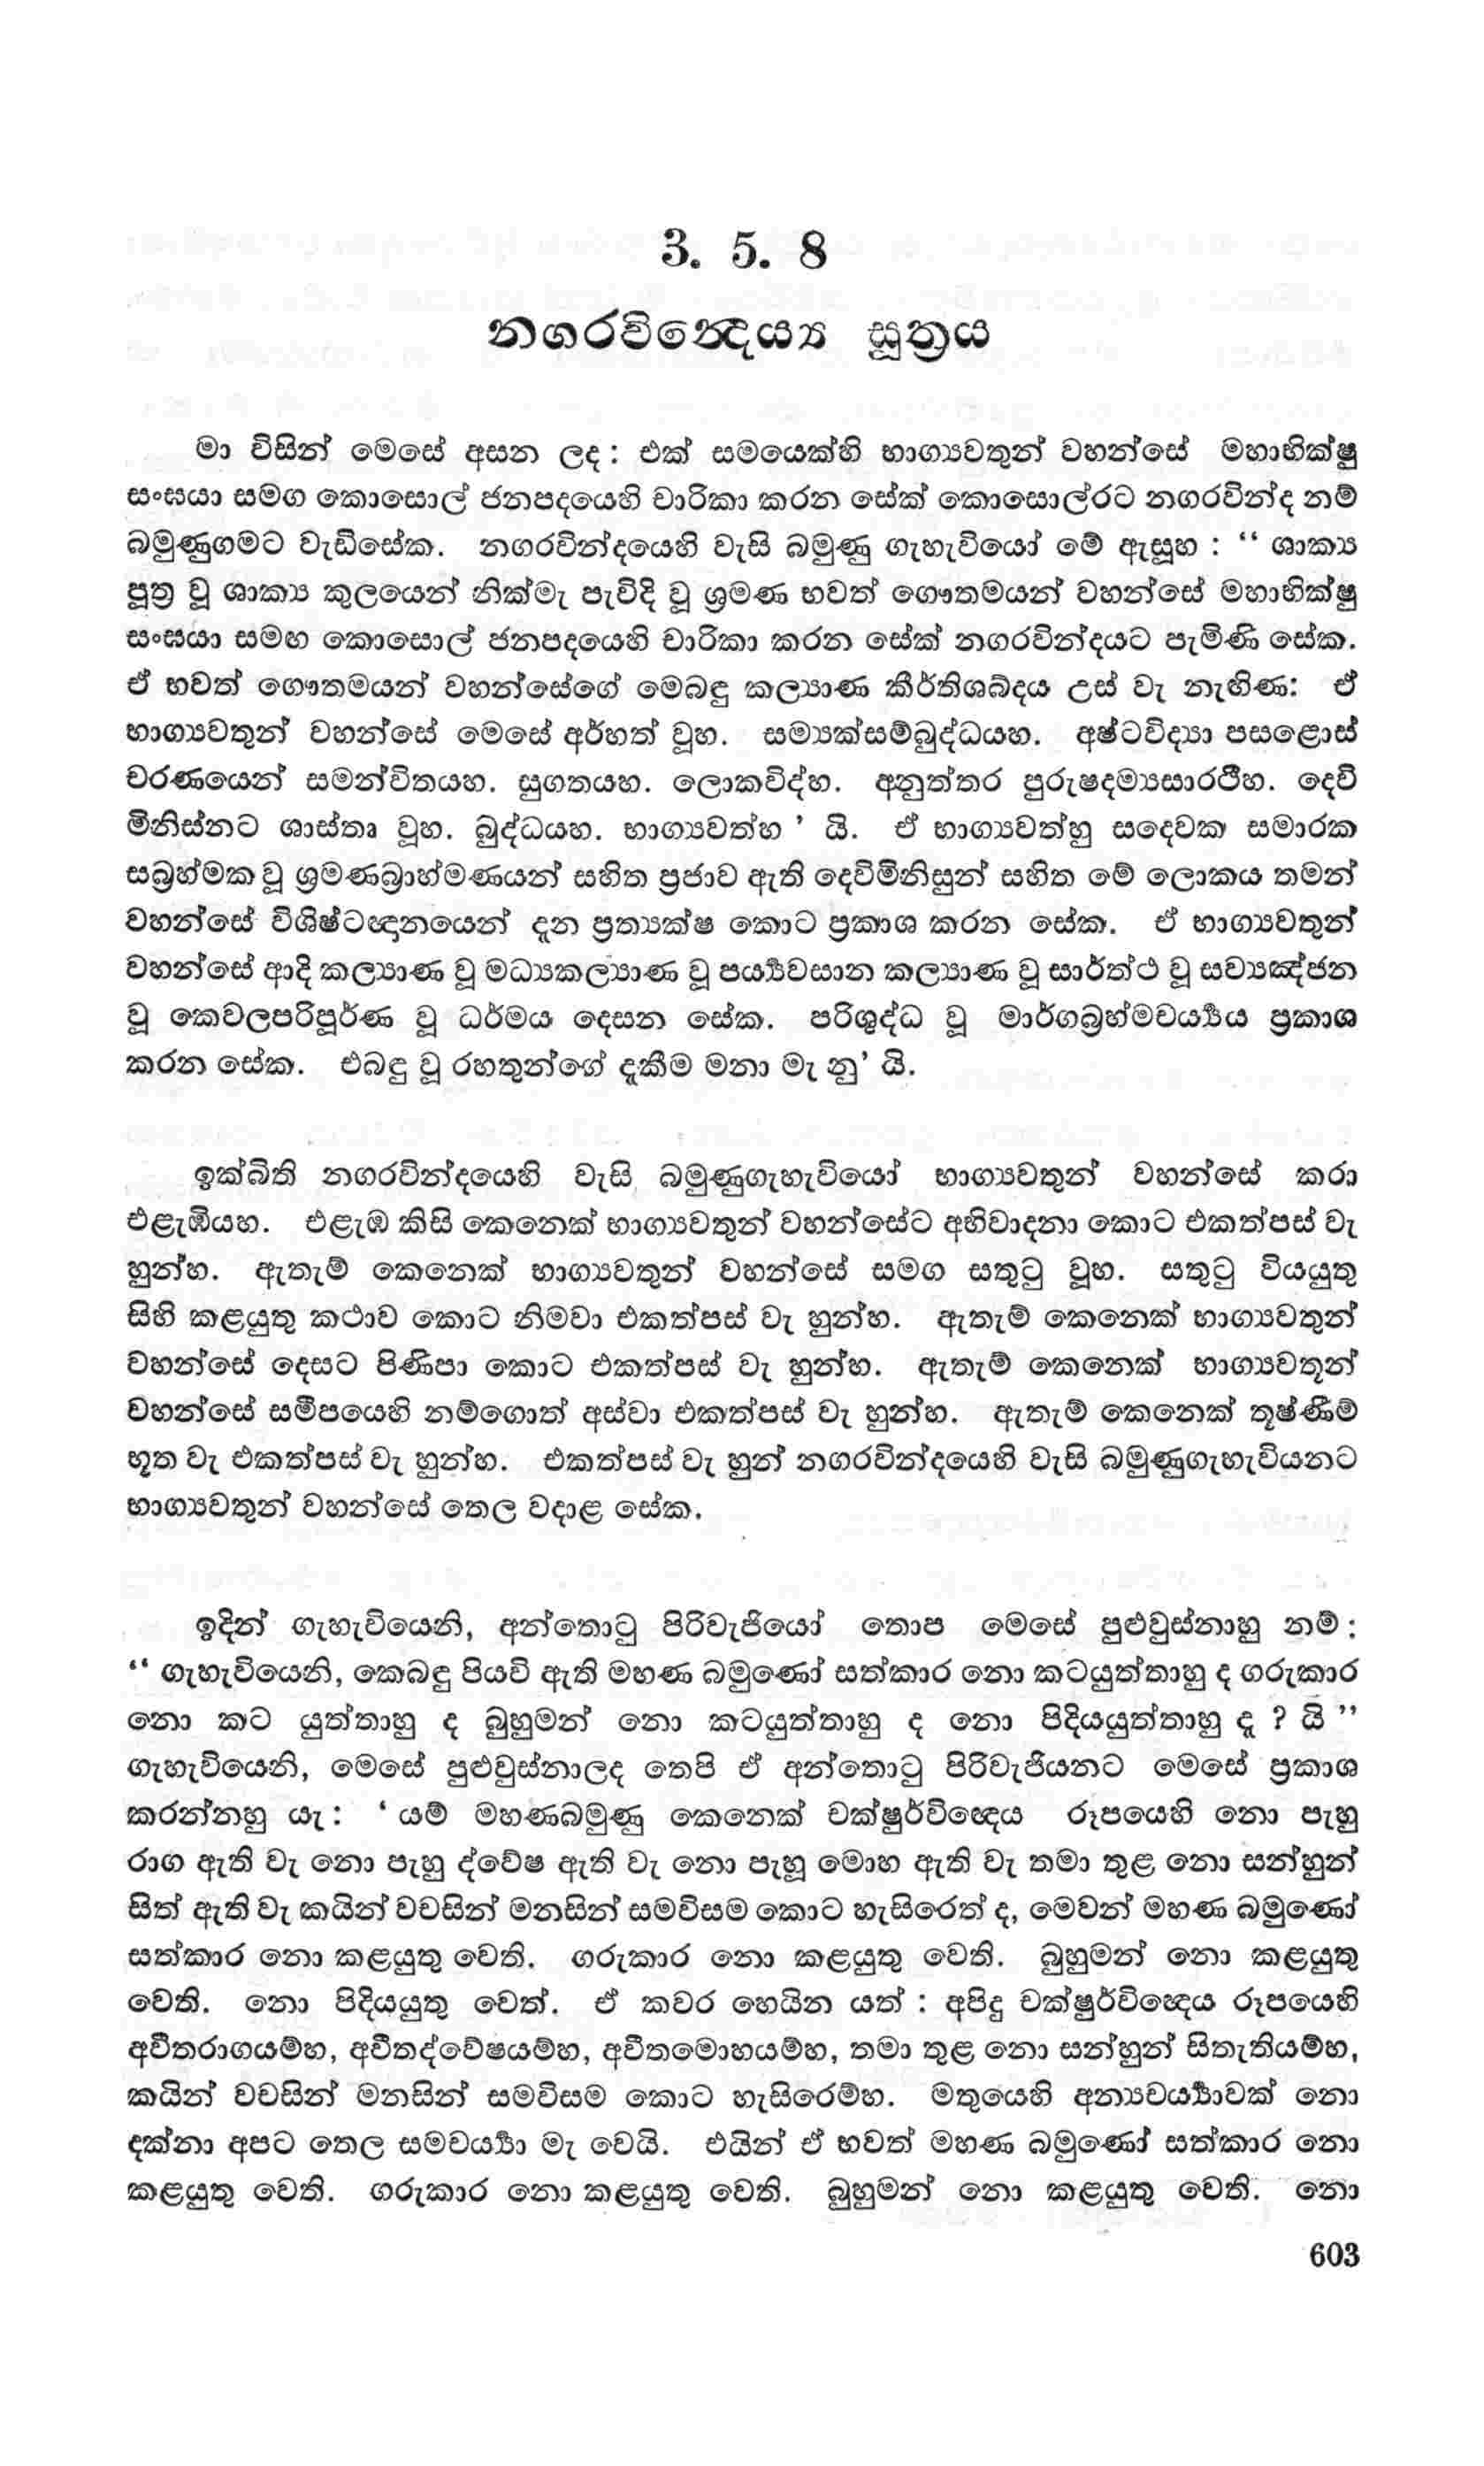 3. 5. 8
නගරවින්‍දෙය්‍ය සූත්‍රය
මා විසින් මෙසේ අසන ලද : එක් සමයෙක්හි භාග්‍යවතුන් වහන්සේ මහාභික්ෂු
සංඝයා සමග කොසොල් ජනපදයෙහි චාරිකා කරන සේක් කොසොල්රට නගරවින්ද නම්
බමුණුගමට වැඩිසේක. නගරවින්දයෙහි වැසි බමුණු ගැහැවියෝ මේ ඇසූහ : “ ශාක්‍ය
පුත්‍ර වූ ශාක්‍ය කුලයෙන් නික්මැ පැවිදි වූ ශ්‍රමණ භවත් ගෞතමයන් වහන්සේ මහාභික්ෂු
සංඝයා සමඟ කොසොල් ජනපදයෙහි චාරිකා කරන සේක් නගරවින්දයට පැමිණි සේක.
ඒ භවත් ගෞතමයන් වහන්සේගේ මෙබඳු කල්‍යාණ කීර්තිශබ්දය උස් වැ නැඟිණ: ඒ
භාග්‍යවතුන් වහන්සේ මෙසේ අර්හත් වූහ. සම්‍යක්සම්බුද්ධයහ. අෂ්ටවිද්‍යා පසළොස්
චරණයෙන් සමන්විතයහ. සුගතයහ. ලොකවිද්හ. අනුත්තර පුරුෂදම්‍යසාරථීහ. දෙවි
මිනිස්නට ශාස්තෘ වූහ. බුද්ධයහ. භාග්‍යවත්හ ’ යි. ඒ භාග්‍යවත්හු සදෙවක සමාරක
සබ්‍රහ්මක වූ ශ්‍රමණබ්‍රාහ්මණයන් සහිත ප්‍රජාව ඇති දෙවිමිනිසුන් සහිත මේ ලොකය තමන්
වහන්සේ විශිෂ්ටඥානයෙන් දැන ප්‍රත්‍යක්ෂ කොට ප්‍රකාශ කරන සේක. ඒ භාග්‍යවතුන්
වහන්සේ ආදි කල්‍යාණ වූ මධ්‍යකල්‍යාණ වූ පර්‍ය්‍යවසාන කල්‍යාණ වූ සාර්ත්ථ වූ සව්‍යඤ්ජන
වූ කෙවලපරිපූර්ණ වූ ධර්මය දෙසන සේක. පරිශුද්ධ වූ මාර්ගබ්‍රහ්මචර්‍ය්‍යය ප්‍රකාශ
කරන සේක. එබඳු වූ රහතුන්ගේ දැකීම මනා මැ නු’ යි.
ඉක්බිති නගරවින්දයෙහි වැසි බමුණුගැහැවියෝ භාග්‍යවතුන් වහන්සේ කරා
එළැඹියහ. එළැඹ කිසි කෙනෙක් භාග්‍යවතුන් වහන්සේට අභිවාදනා කොට එකත්පස් වැ
හුන්හ. ඇතැම් කෙනෙක් භාග්‍යවතුන් වහන්සේ සමග සතුටු වූහ. සතුටු වියයුතු
සිහි කළයුතු කථාව කොට නිමවා එකත්පස් වැ හුන්හ. ඇතැම් කෙනෙක් භාග්‍යවතුන්
වහන්සේ දෙසට පිණිපා කොට එකත්පස් වැ හුන්හ. ඇතැම් කෙනෙක් භාග්‍යවතූන්
වහන්සේ සමීපයෙහි නම්ගොත් අස්වා එකත්පස් වැ හුන්හ. ඇතැම් කෙනෙක් තූෂ්ණීම්
භූත වැ එකත්පස් වැ හුන්හ. එකත්පස් වැ හුන් නගරවින්දයෙහි වැසි බමුණුගැහැවියනට
භාග්‍යවතුන් වහන්සේ තෙල වදාළ සේක.
ඉදින් ගැහැවියෙනි, අන්තොටු පිරිවැජියෝ තොප මෙසේ පුළුවුස්නාහු නම් :
“ ගැහැවියෙනි, කෙබඳු පියවි ඇති මහණ බමුණෝ සත්කාර නො කටයුත්තාහු ද ගරුකාර
නො කට යුත්තාහු ද බුහුමන් නො කටයුත්තාහු ද නො පිදියයුත්තාහු දැ ? යි ”
ගැහැවියෙනි, මෙසේ පුළුවුස්නාලද තෙපි ඒ අන්තොටු පිරිවැජියනට මෙසේ ප්‍රකාශ
කරන්නහු යැ : ‘ යම් මහණබමුණු කෙනෙක් චක්ෂුර්විඥෙය රූපයෙහි නො පැහූ
රාග ඇති වැ නො පැහූ ද්වේෂ ඇති වැ නො පැහූ මොහ ඇති වැ තමා තුළ නො සන්හුන්
සිත් ඇති වැ කයින් වචසින් මනසින් සමවිසම කොට හැසිරෙත් ද, මෙවන් මහණ බමුණෝ
සත්කාර නො කළයුතු වෙති. ගරුකාර නො කළයුතු වෙති. බුහුමන් නො කළයුතු
වෙති. නො පිදියයුතු වෙත්. ඒ කවර හෙයින යත් : අපිදු චක්ෂුර්විඥෙය රූපයෙහි
අවීතරාගයම්හ, අවීතද්වේෂයම්හ, අවීතමොහයම්හ, තමා තුළ නො සන්හුන් සිතැතියම්හ,
කයින් වචසින් මනසින් සමවිසම කොට හැසිරෙම්හ. මතුයෙහි අන්‍යචර්‍ය්‍යාවක් නො
දක්නා අපට තෙල සමචර්‍ය්‍යා මැ වෙයි. එයින් ඒ භවත් මහණ බමුණෝ සත්කාර නො
කළයුතු වෙති. ගරුකාර නො කළයුතු වෙති. බුහුමන් නො කළයුතු වෙති. නො
603